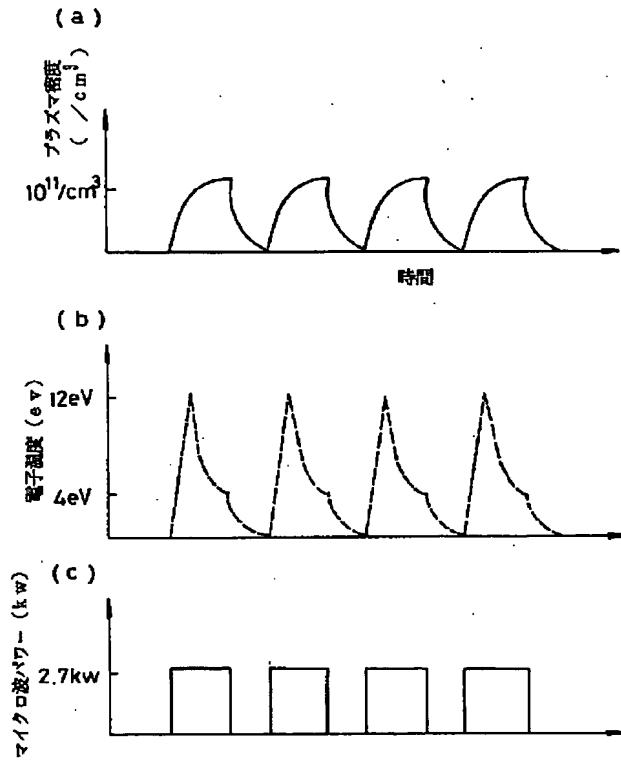 (a)
プラズマ密度
( /cm³)
10¹¹/cm³
時間
(b)
電子温度(ev)
12eV
4eV
(c)
マイクロ波パワー(kw)
2.7kw